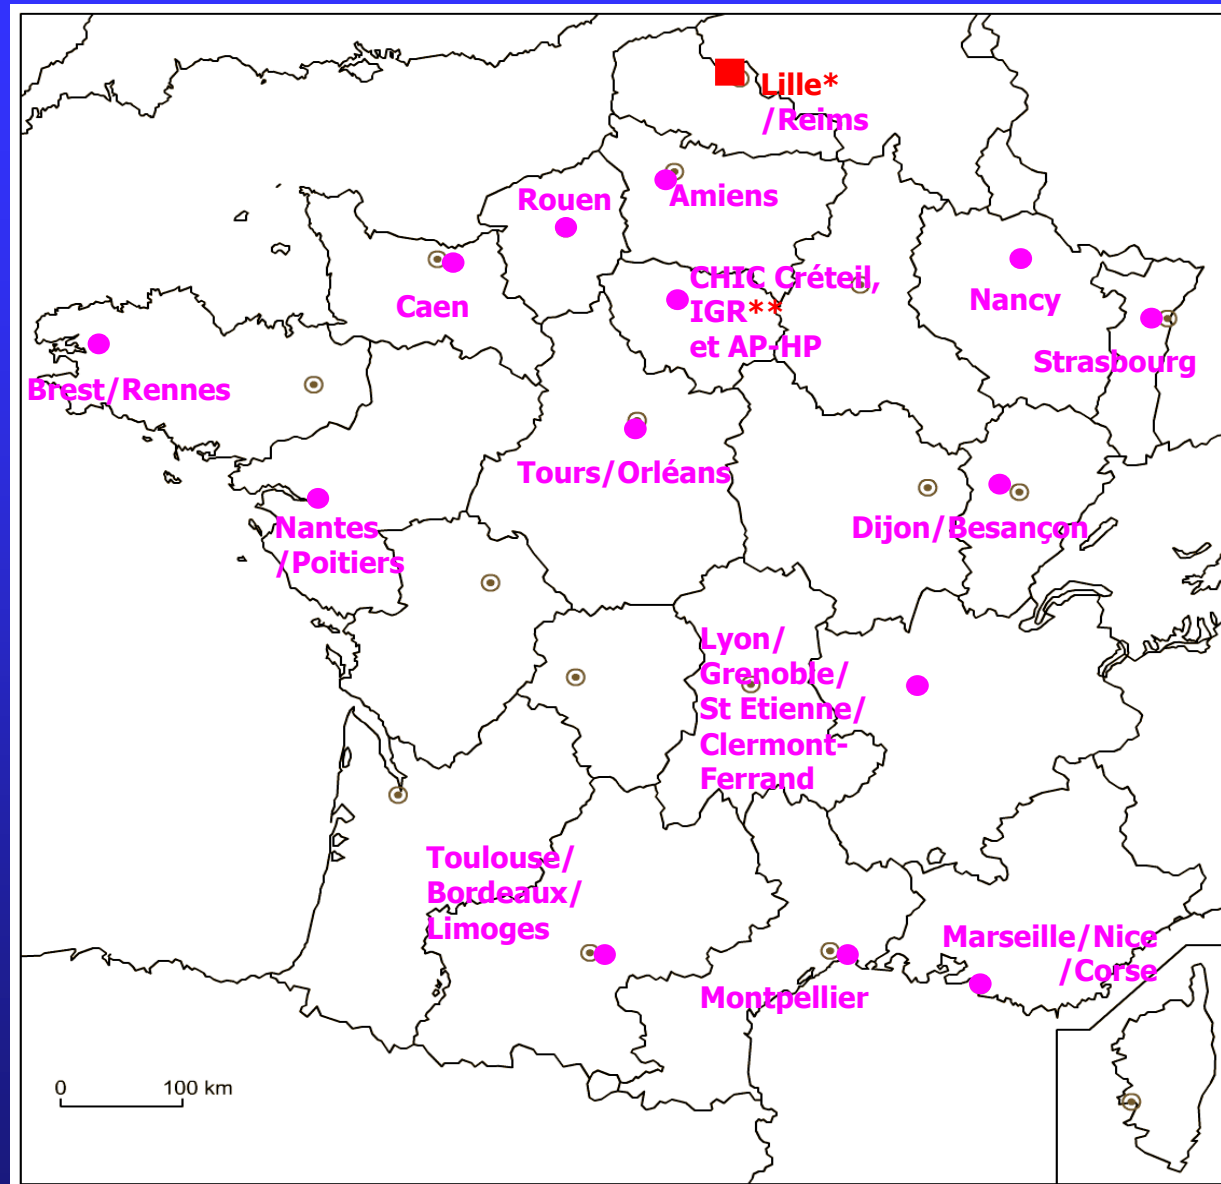 Lille*
/Reims
Rouen
Amiens
CHIC Créteil,
IGR**
et AP-HP
Caen
Nancy
Strasbourg
Brest/Rennes
Tours/Orléans
Nantes
/Poitiers
Dijon/Besançon
Lyon/
Grenoble/
St Etienne/
Clermont-
Ferrand
Toulouse/
Bordeaux/
Limoges
Marseille/Nice
/Corse
Montpellier
0 100 km